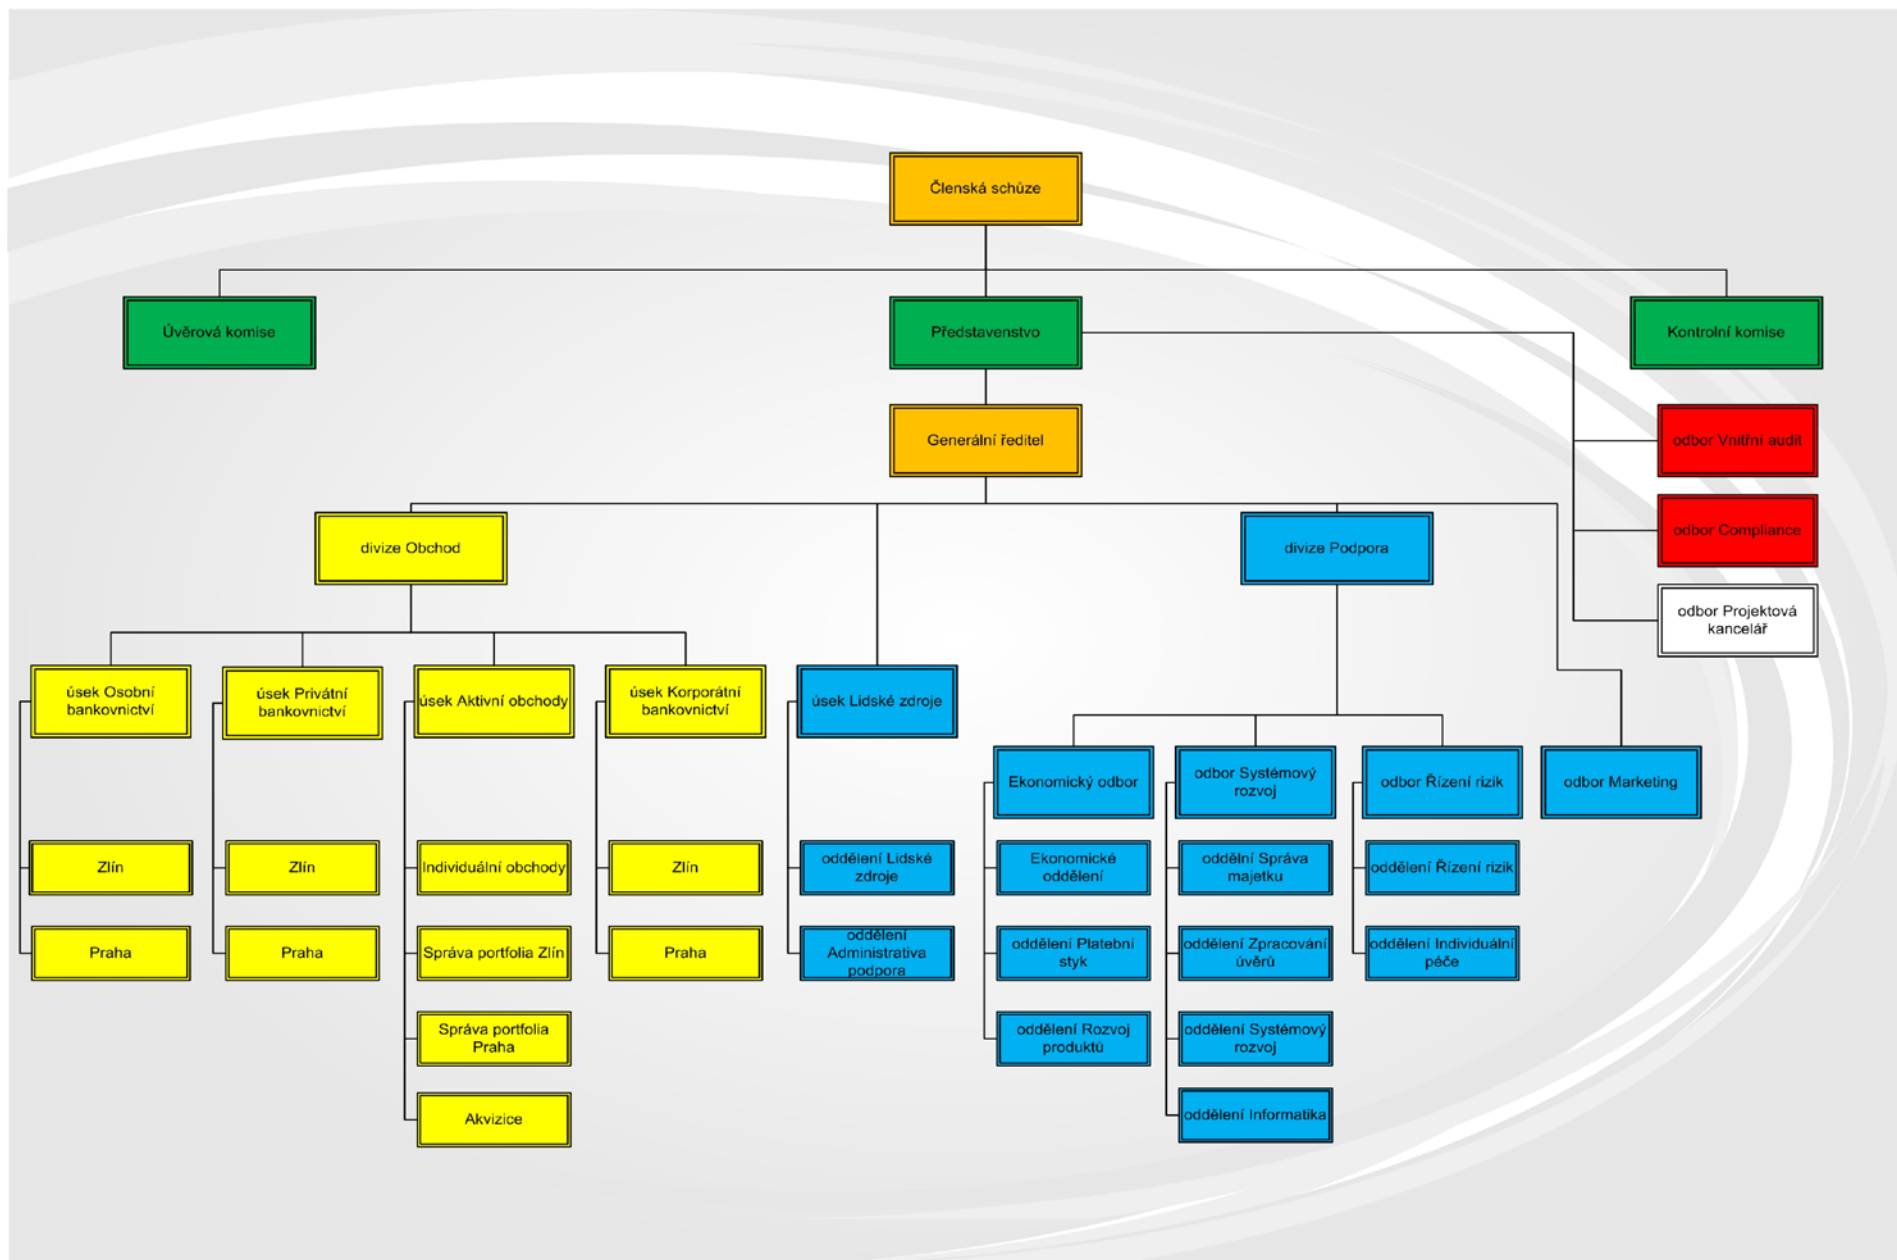 Členská schůze
Úvěrová komise
Představenstvo
Kontrolní komise
Generální ředitel
odbor Vnitřní audit
odbor Compliance
odbor Projektová
kancelář
divize Obchod
divize Podpora
úsek Osobní
bankovnictví
úsek Privátní
bankovnictví
úsek Aktivní obchody
úsek Korporátní
bankovnictví
úsek Lidské zdroje
Ekonomický odbor
odbor Systémový
rozvoj
odbor Řízení rizik
odbor Marketing
Zlín
Zlín
Individuální obchody
Zlín
oddělení Lidské
zdroje
Ekonomické
oddělení
oddělní Správa
majetku
oddělení Řízení rizik
Praha
Praha
Správa portfolia Zlín
Praha
oddělení
Administrativa
podpora
oddělení Platební
styk
oddělení Zpracování
úvěrů
oddělení Individuální
péče
Správa portfolia
Praha
oddělení Rozvoj
produktů
oddělení Systémový
rozvoj
Akvizice
oddělení Informatika